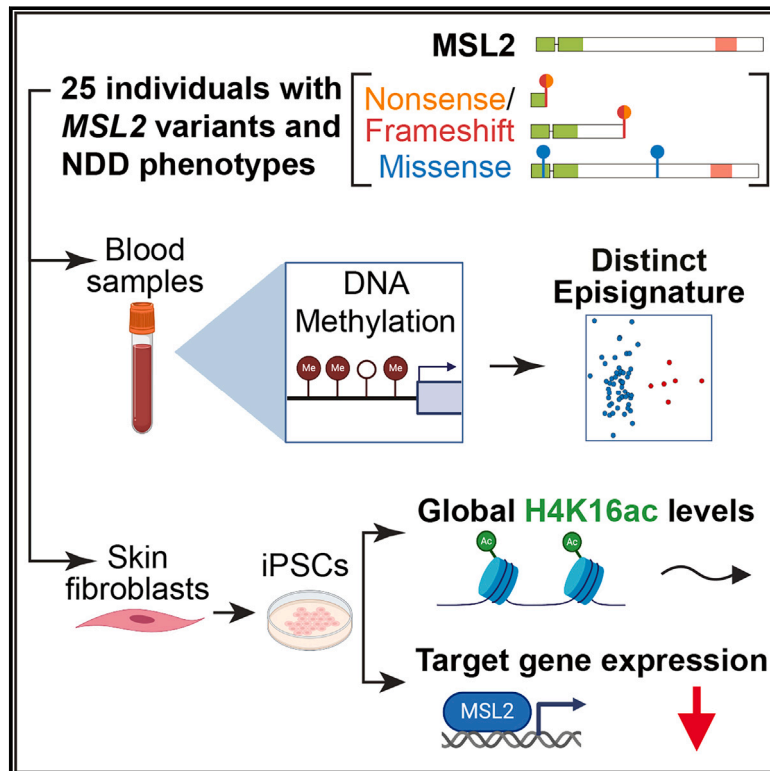 MSL2
25 individuals with
MSL2 variants and
NDD phenotypes
Nonsense/
Frameshift
Missense
Blood
samples
DNA
Methylation
Me Me Me
Distinct
Episignature
Skin
fibroblasts
iPSCs
Global H4K16ac levels
Ac Ac
Target gene expression
MSL2